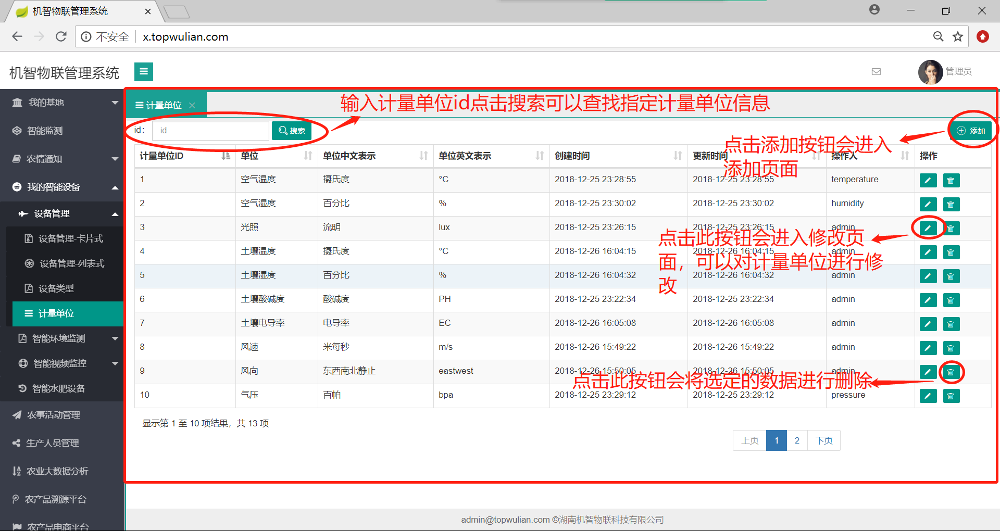 机智物联管理系统
不安全
x.topwulian.com
机智物联管理系统
管理员
我的基地
智能监测
农情通知
我的智能设备
设备管理
设备管理-卡片式
设备管理-列表式
设备类型
计量单位
智能环境监测
智能视频监控
智能水肥设备
农事活动管理
生产人员管理
农业大数据分析
农产品溯源平台
农产品电商平台
计量单位
输入计量单位id点击搜索可以查找指定计量单位信息
id：
id
搜索
添加
点击添加按钮会进入
添加页面
计量单位ID 单位 单位中文表示 单位英文表示 创建时间 更新时间 操作人 操作
1 空气温度 摄氏度 °C 2018-12-25 23:28:55 2018-12-25 23:28:55 temperature
2 空气湿度 百分比 % 2018-12-25 23:30:02 2018-12-25 23:30:02 humidity
3 光照 流明 lux 2018-12-25 23:26:15 2018-12-25 23:26:15 admin
点击此按钮会进入修改页
面，可以对计量单位进行修
改
4 土壤温度 摄氏度 °C 2018-12-26 16:04:15 2018-12-26 16:04:15 admin
5 土壤湿度 百分比 % 2018-12-26 16:04:32 2018-12-26 16:04:32 admin
6 土壤酸碱度 酸碱度 PH 2018-12-25 23:22:34 2018-12-25 23:22:34 admin
7 土壤电导率 电导率 EC 2018-12-26 16:05:08 2018-12-26 16:05:08 admin
8 风速 米每秒 m/s 2018-12-26 15:49:22 2018-12-26 15:49:22 admin
9 风向 东西南北静止 eastwest 2018-12-26 15:50:05 2018-12-26 15:50:05 admin
点击此按钮会将选定的数据进行删除
10 气压 百帕 bpa 2018-12-25 23:29:12 2018-12-25 23:29:12 pressure
显示第 1 至 10 项结果，共 13 项
上页 1 2 下页
admin@topwulian.com ©湖南机智物联科技有限公司